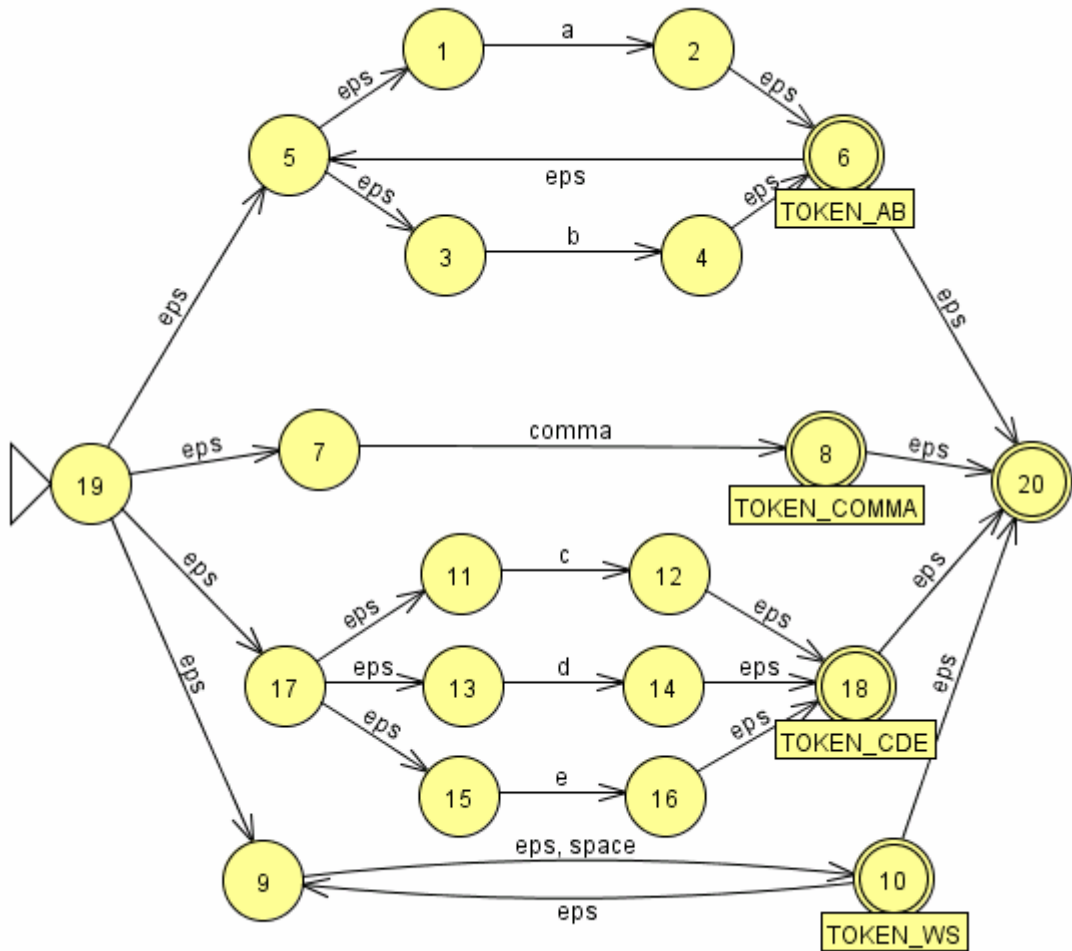 a
1
2
eps
eps
5
6
eps
eps
eps
TOKEN_AB
b
3
4
eps
eps
comma
7
8
eps
eps
19
20
TOKEN_COMMA
c
11
12
eps
eps
eps
eps
eps
d
eps
17
13
14
18
eps
eps
eps
TOKEN_CDE
e
15
16
eps
eps, space
9
10
eps
TOKEN_WS